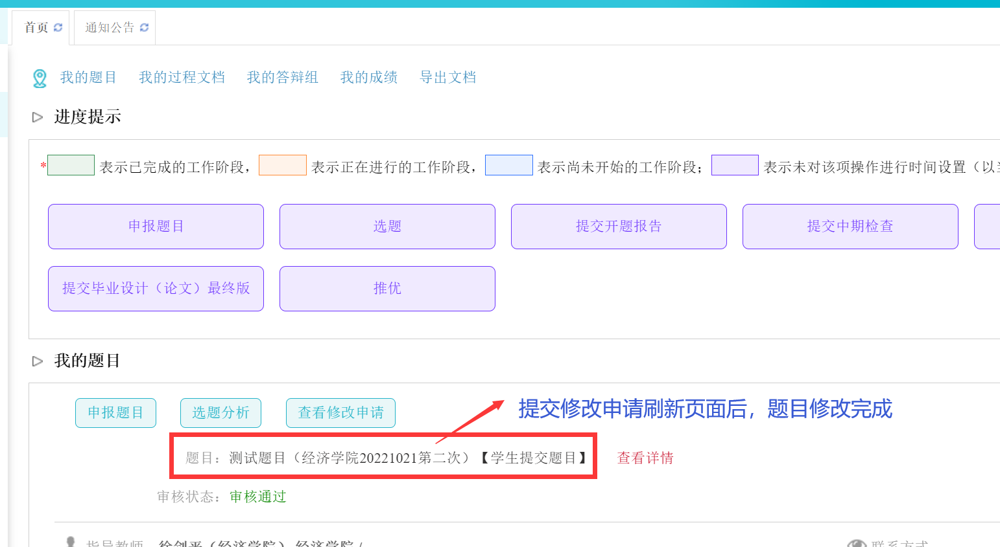 首页 通知公告
我的题目 我的过程文档 我的答辩组 我的成绩 导出文档
进度提示
* 表示已完成的工作阶段， 表示正在进行的工作阶段， 表示尚未开始的工作阶段； 表示未对该项操作进行时间设置（以
申报题目 选题 提交开题报告 提交中期检查
提交毕业设计（论文）最终版 推优
我的题目
申报题目 选题分析 查看修改申请 提交修改申请刷新页面后，题目修改完成
题目：测试题目（经济学院20221021第二次）【学生提交题目】 查看详情
审核状态：审核通过
指导教师 （经济学院） 经济学院 / 联系方式